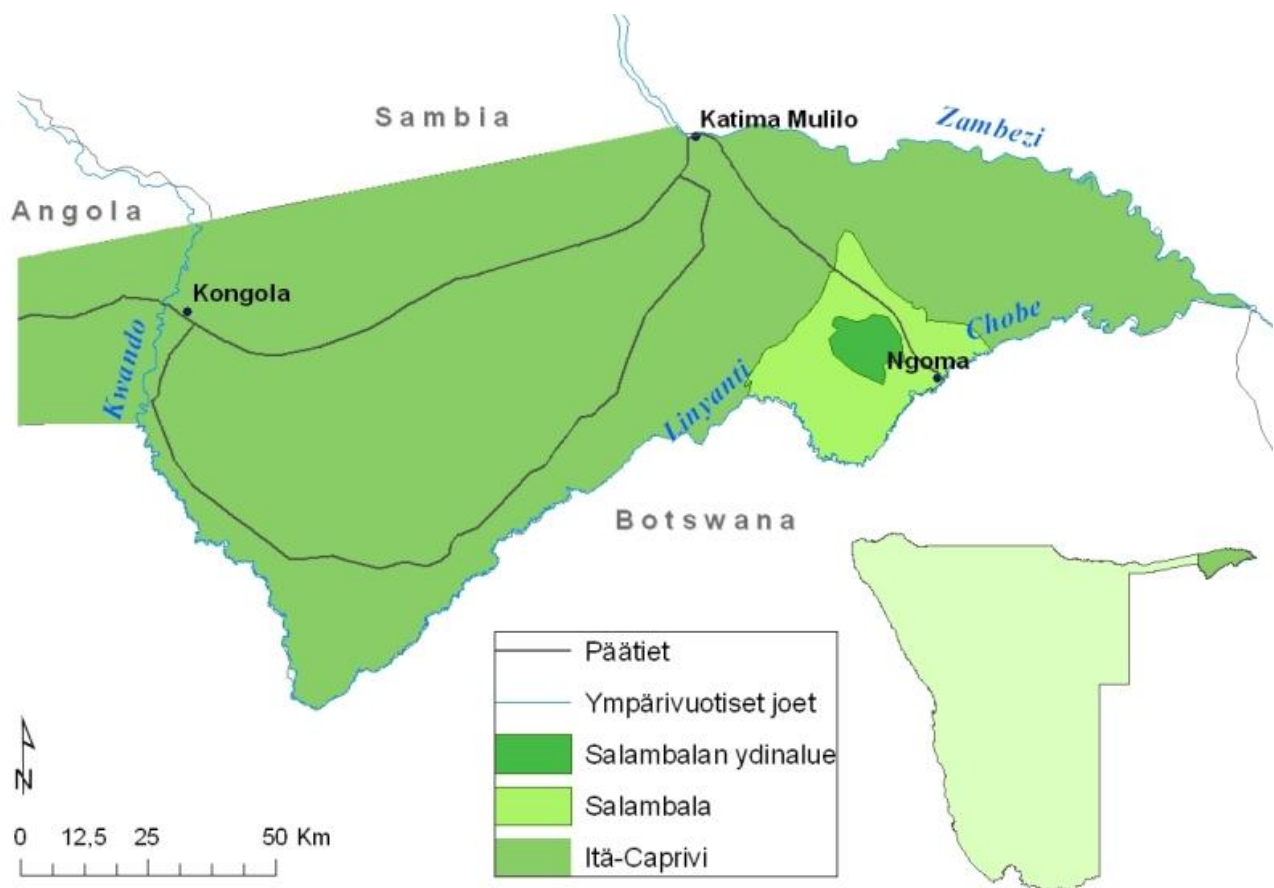 Sambia
Katima Mulilo
Zambezi
Angola
Kongola
Kwando
Chobe
Ngoma
Linyanti
Botswana
Päätiet
Ympärivuotiset joet
Salambalan ydinalue
Salambala
Itä-Caprivi
N
0 12,5 25 50 Km